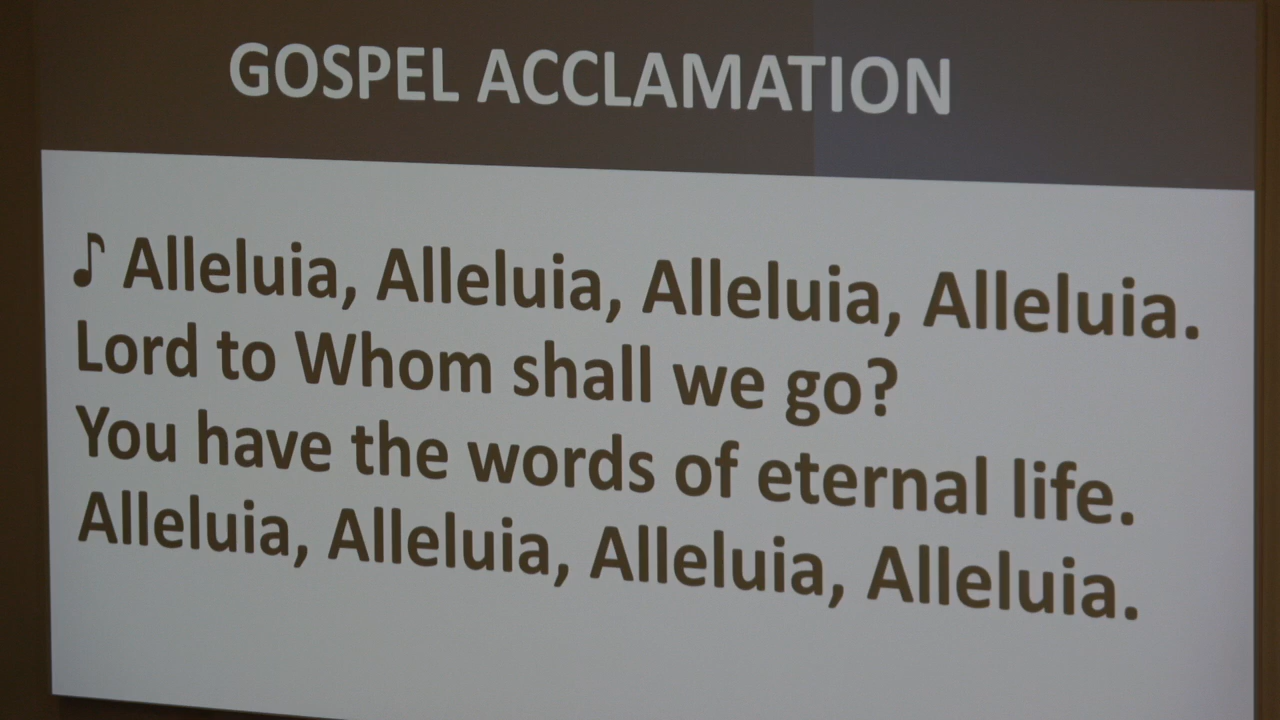 GOSPEL ACCLAMATION
♪ Alleluia, Alleluia, Alleluia, Alleluia.
Lord to Whom shall we go?
You have the words of eternal life.
Alleluia, Alleluia, Alleluia, Alleluia.